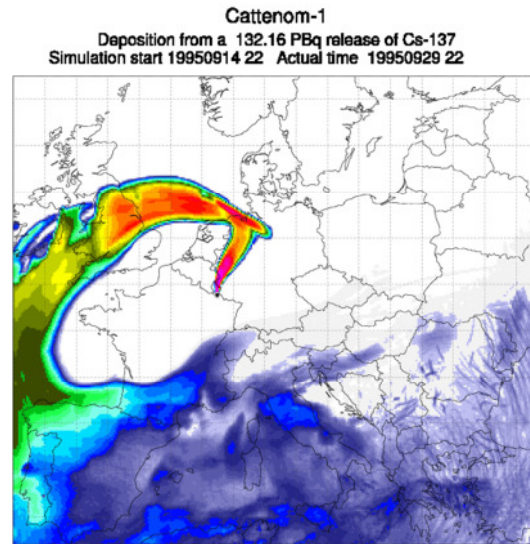 Cattenom-1
Deposition from a 132.16 PBq release of Cs-137
Simulation start 19950914 22 Actual time 19950929 22